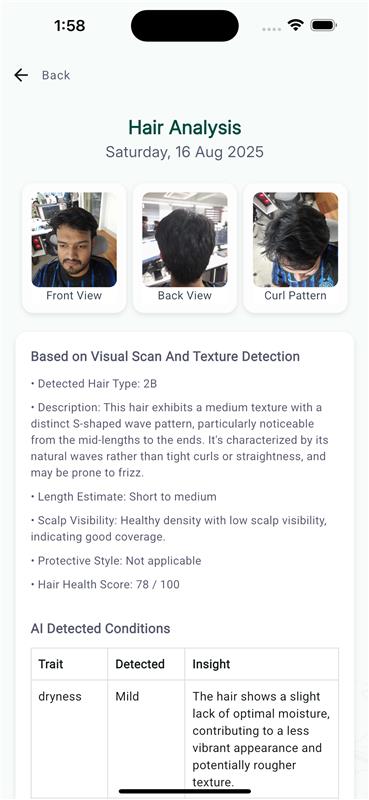 1:58
Back
Hair Analysis
Saturday, 16 Aug 2025
Front View
Back View
Curl Pattern
Based on Visual Scan And Texture Detection
• Detected Hair Type: 2B
• Description: This hair exhibits a medium texture with a
distinct S-shaped wave pattern, particularly noticeable
from the mid-lengths to the ends. It's characterized by its
natural waves rather than tight curls or straightness, and
may be prone to frizz.
• Length Estimate: Short to medium
• Scalp Visibility: Healthy density with low scalp visibility,
indicating good coverage.
• Protective Style: Not applicable
• Hair Health Score: 78 / 100
AI Detected Conditions
Trait Detected Insight
dryness Mild The hair shows a slight
lack of optimal moisture,
contributing to a less
vibrant appearance and
potentially rougher
texture.